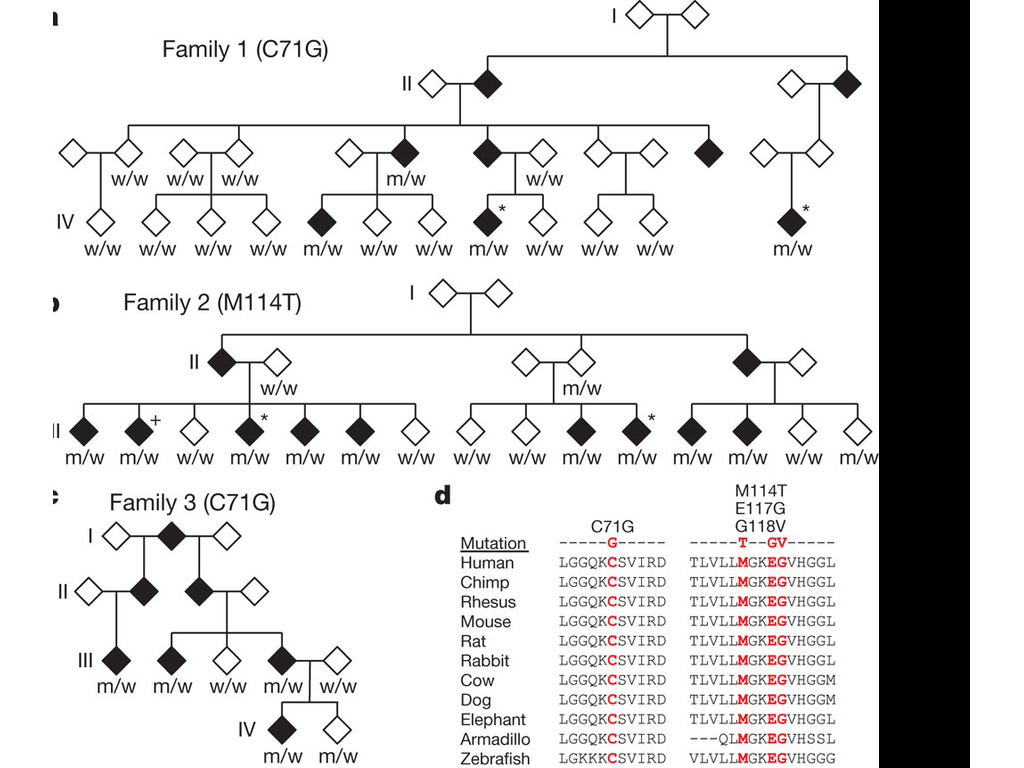 a
I
Family 1 (C71G)
II
w/w w/w w/w m/w w/w
IV
* *
w/w w/w w/w w/w m/w w/w w/w m/w w/w w/w w/w m/w
I
b Family 2 (M114T)
II
w/w m/w
II + * *
m/w m/w w/w m/w m/w m/w w/w w/w w/w m/w m/w m/w m/w w/w m/w
c Family 3 (C71G)
I
II
III
m/w m/w w/w m/w w/w
IV
m/w m/w
d
M114T
E117G
C71G G118V
Mutation -----G----- -----T--GV-----
Human LGGQKCSVIRD TLVLLMGKEGVHGGL
Chimp LGGQKCSVIRD TLVLLMGKEGVHGGL
Rhesus LGGQKCSVIRD TLVLLMGKEGVHGGL
Mouse LGGQKCSVIRD TLVLLMGKEGVHGGL
Rat LGGQKCSVIRD TLVLLMGKEGVHGGL
Rabbit LGGQKCSVIRD TLVLLMGKEGVHGGL
Cow LGGQKCSVIRD TLVLLMGKEGVHGGM
Dog LGGQKCSVIRD TLVLLMGKEGVHGGM
Elephant LGGQKCSVIRD TLVLLMGKEGVHGGL
Armadillo LGGQKCSVIRD ---QLMGKEGVHSSL
Zebrafish LGKKKCSVIRD VLVLLMGKEGVHGGG